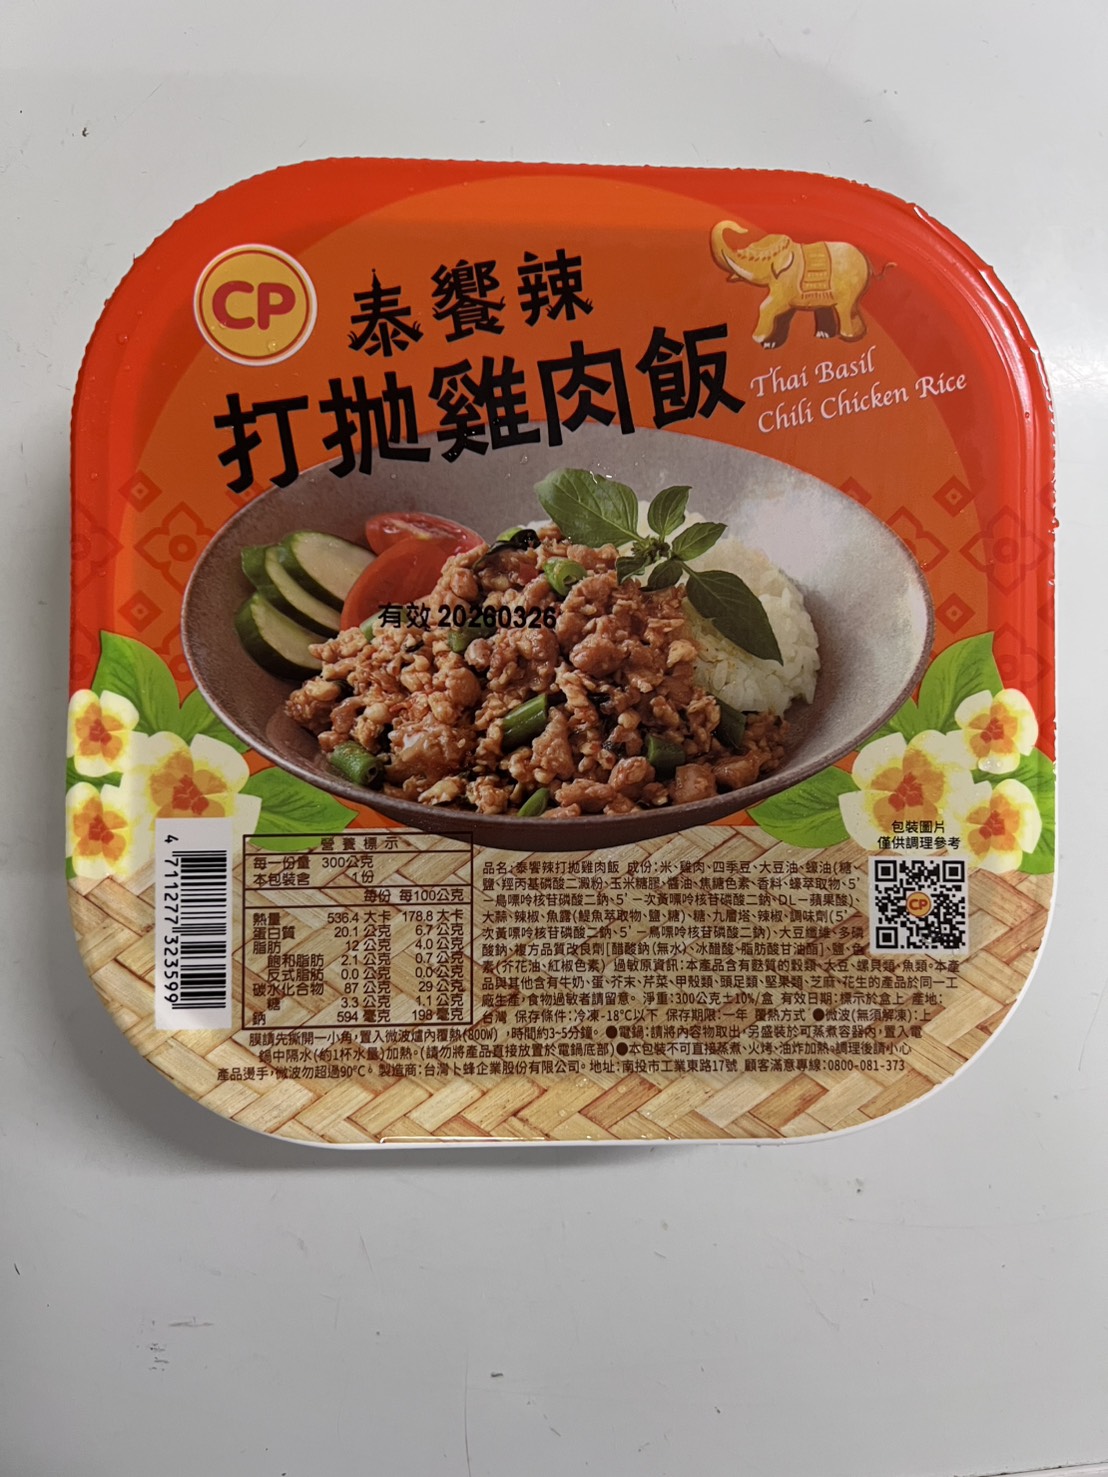 CP
泰饗辣
打拋雞肉飯
Thai Basil
Chili Chicken Rice
有效 20260326
包裝圖片
僅供調理參考
4 711277 323599
營養標示
每一份量 300公克
本包裝含 1份
每份 每100公克
熱量 536.4 大卡 178.8 大卡
蛋白質 20.1 公克 6.7 公克
脂肪 12 公克 4.0 公克
飽和脂肪 2.1 公克 0.7 公克
反式脂肪 0.0 公克 0.0 公克
碳水化合物 87 公克 29 公克
糖 3.3 公克 1.1 公克
鈉 594 毫克 198 毫克
品名:泰饗辣打拋雞肉飯 成份:米、雞肉、四季豆、大豆油、蠔油(糖、
鹽、羥丙基磷酸二澱粉、玉米糖膠、醬油、焦糖色素、香料、蠔萃取物、5'
－鳥嘌呤核苷磷酸二鈉、5'－次黃嘌呤核苷磷酸二鈉、DL－蘋果酸)、
大蒜、辣椒、魚露(鯷魚萃取物、鹽、糖)、糖、九層塔、辣椒、調味劑(5'－
次黃嘌呤核苷磷酸二鈉、5'－鳥嘌呤核苷磷酸二鈉)、大豆纖維、多磷
酸鈉、複方品質改良劑[醋酸鈉(無水)、冰醋酸、脂肪酸甘油酯]、鹽、色
素(芥花油、紅椒色素) 過敏原資訊:本產品含有麩質的穀類、大豆、螺貝類、魚類。本產
品與其他含有牛奶、蛋、芥末、芹菜、甲殼類、頭足類、堅果類、芝麻、花生的產品於同一工
廠生產,食物過敏者請留意。 淨重:300公克±10%/盒 有效日期:標示於盒上 產地:
台灣 保存條件:冷凍-18℃以下 保存期限:一年 覆熱方式 ●微波(無須解凍):上
膜請先撕開一小角,置入微波爐內覆熱(800W),時間約3-5分鐘。●電鍋:請將內容物取出,另盛裝於可蒸煮容器內,置入電
鍋中隔水(約1杯水量)加熱。(請勿將產品直接放置於電鍋底部)●本包裝不可直接蒸煮、火烤、油炸加熱。調理後請小心
產品燙手,微波勿超過90℃。製造商:台灣卜蜂企業股份有限公司。地址:南投市工業東路17號 顧客滿意專線:0800-081-373
CP